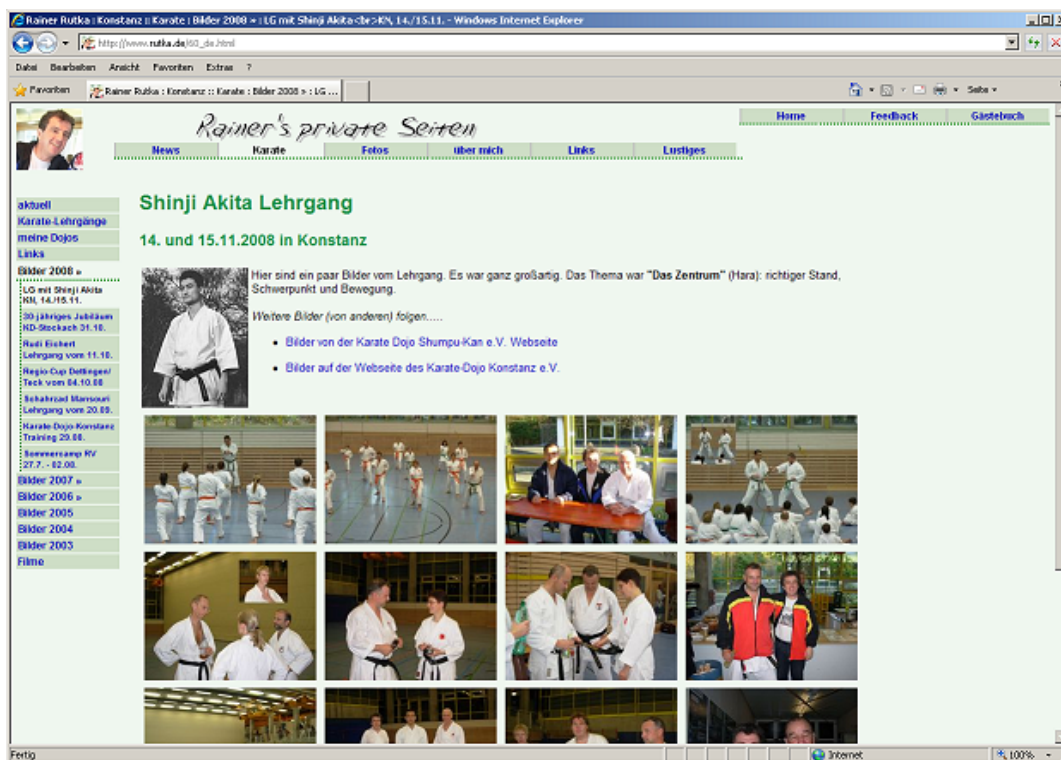 Rainer Rutka : Konstanz :: Karate : Bilder 2008 » : LG mit Shinji Akita<br>KN, 14./15.11. - Windows Internet Explorer
http://www.rutka.de/60_de.html
Datei Bearbeiten Ansicht Favoriten Extras ?
Favoriten Rainer Rutka : Konstanz :: Karate : Bilder 2008 » : LG ... Seite
Home Feedback Gästebuch
Rainer's private Seiten
News Karate Fotos über mich Links Lustiges
aktuell
Karate-Lehrgänge
meine Dojos
Links
Bilder 2008 »
LG mit Shinji Akita
KN, 14./15.11.
30-jähriges Jubiläum
KD-Stockach 31.10.
Rudi Eichert
Lehrgang vom 11.10.
Regio-Cup Dettingen/
Teck vom 04.10.08
Schahrzad Mansouri
Lehrgang vom 20.09.
Karate-Dojo-Konstanz
Training 29.08.
Sommercamp RV
27.7. - 02.08.
Bilder 2007 »
Bilder 2006 »
Bilder 2005
Bilder 2004
Bilder 2003
Filme
Shinji Akita Lehrgang
14. und 15.11.2008 in Konstanz
Hier sind ein paar Bilder vom Lehrgang. Es war ganz großartig. Das Thema war "Das Zentrum" (Hara): richtiger Stand,
Schwerpunkt und Bewegung.
Weitere Bilder (von anderen) folgen.....
• Bilder von der Karate Dojo Shumpu-Kan e.V. Webseite
• Bilder auf der Webseite des Karate-Dojo Konstanz e.V.
Fertig Internet 100%